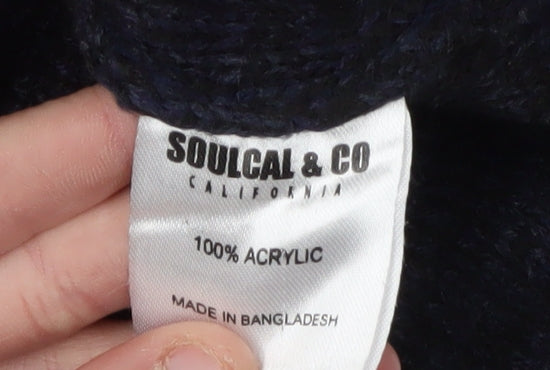 SOULCAL & CO
CALIFORNIA
100% ACRYLIC
MADE IN BANGLADESH